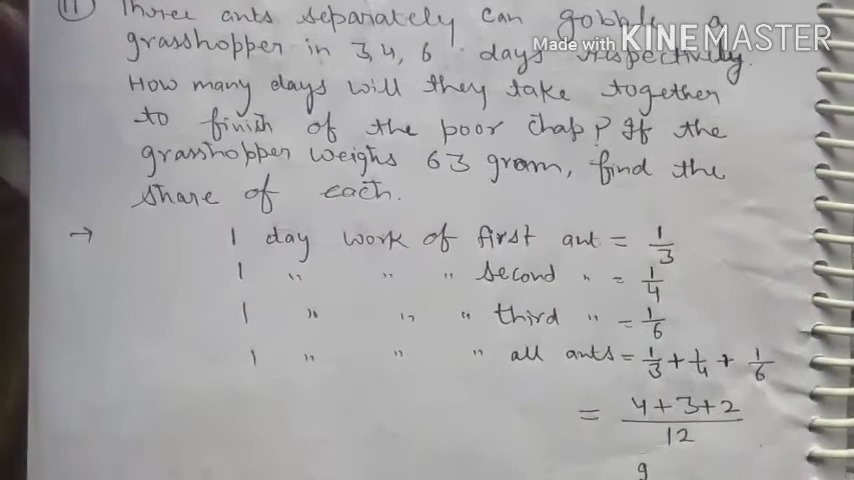 11) Three ants separately can gobble a
Made with KINEMASTER
grasshopper in 3,4,6 days respectively.
How many days will they take together
to finish of the poor chap? If the
grasshopper weighs 63 gram, find the
share of each.
→ 1 day work of first ant = 1/3
1 " " " second " = 1/4
1 " " " third " = 1/6
1 " " " all ants = 1/3 + 1/4 + 1/6
= 4+3+2
12
9